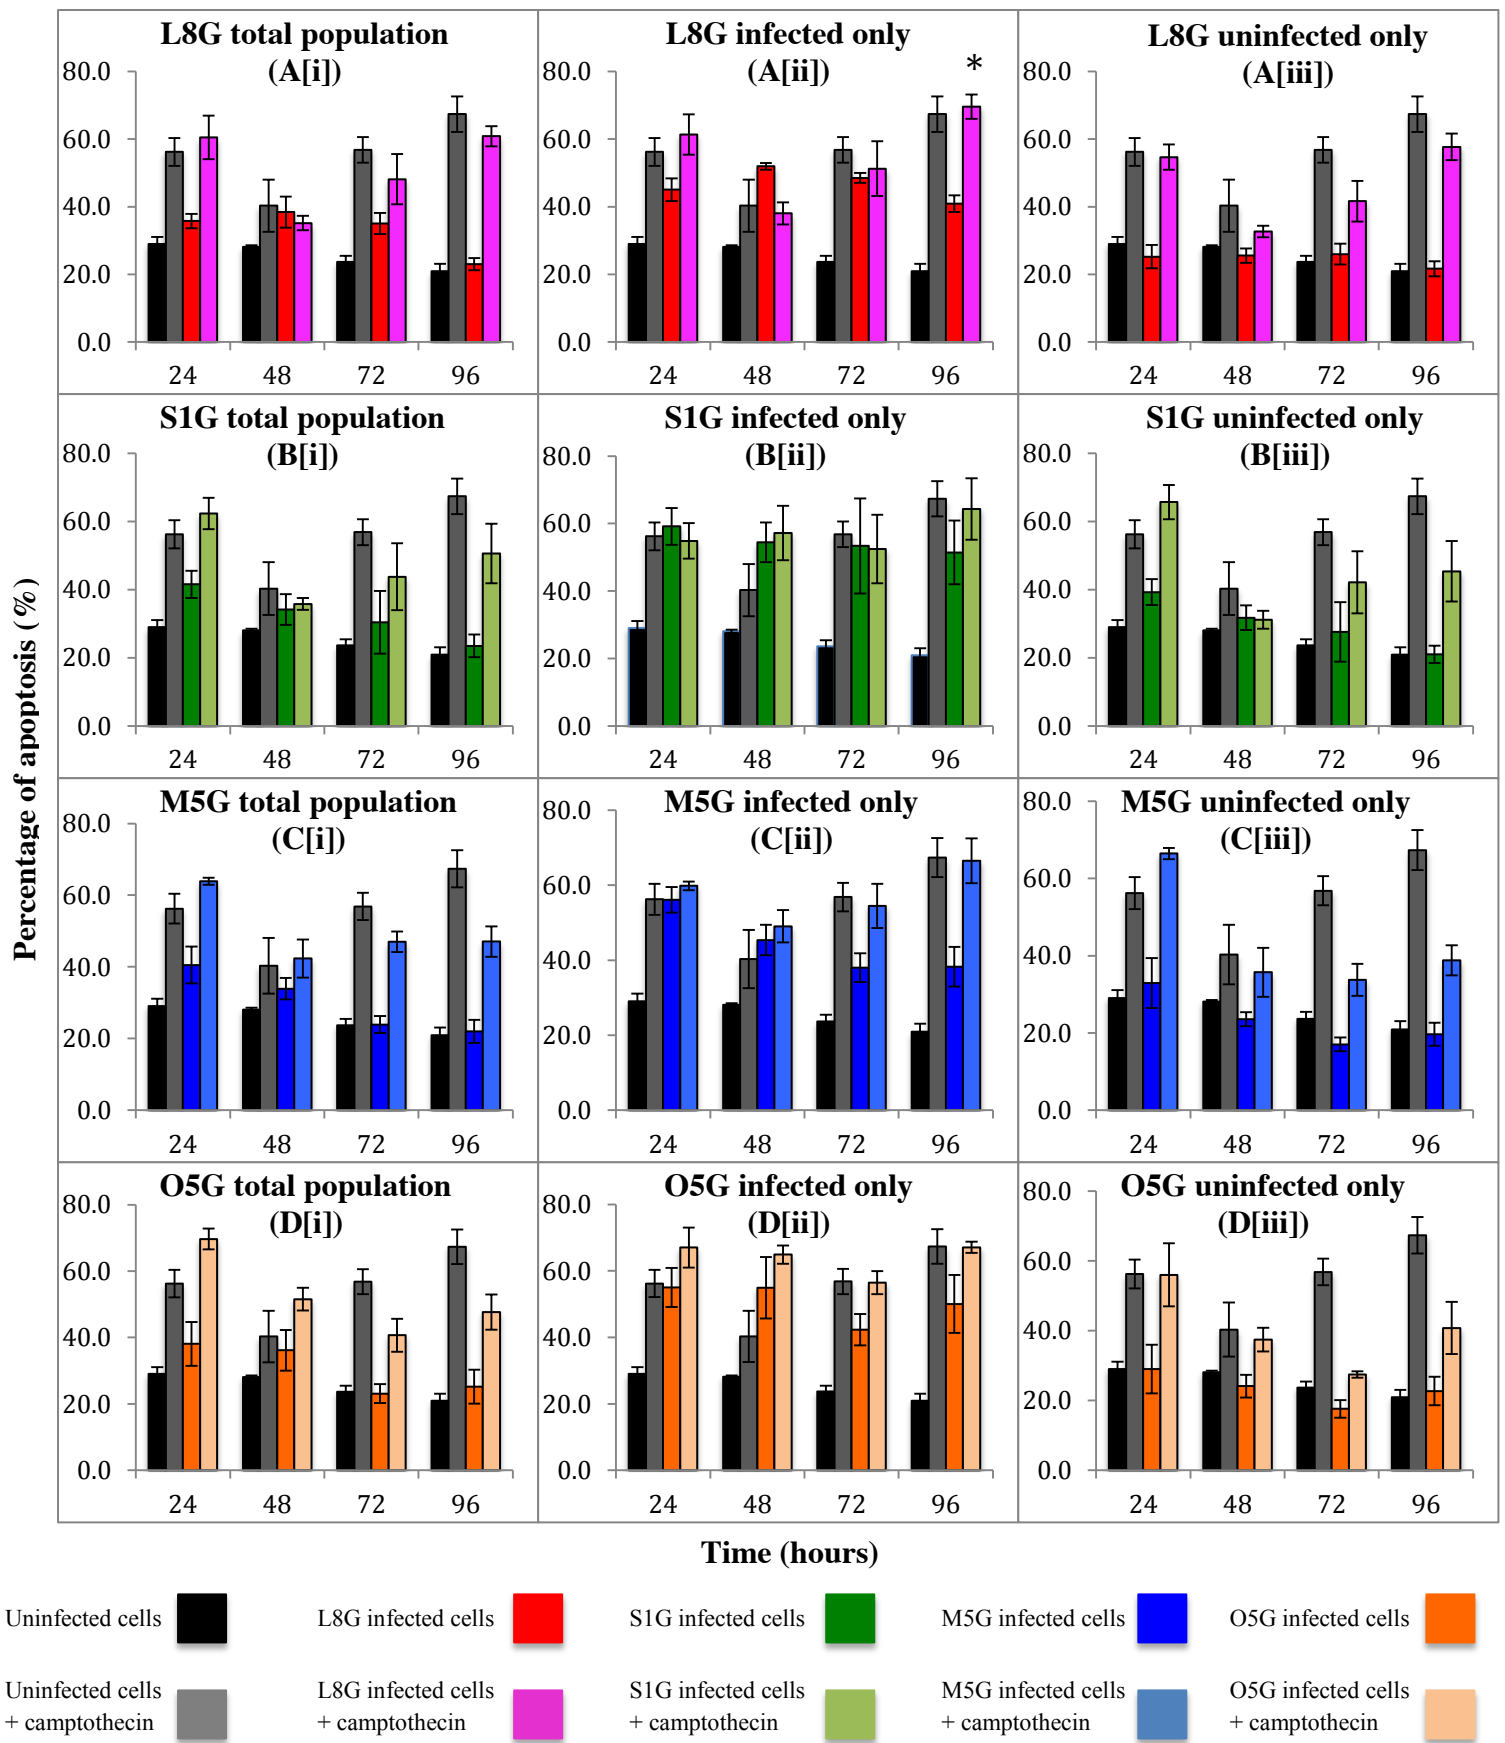 L8G total population
(A[i])
80.0
60.0
40.0
20.0
0.0
24 48 72 96
L8G infected only
(A[ii])
*
80.0
60.0
40.0
20.0
0.0
24 48 72 96
L8G uninfected only
(A[iii])
80.0
60.0
40.0
20.0
0.0
24 48 72 96
S1G total population
(B[i])
80.0
60.0
40.0
20.0
0.0
24 48 72 96
S1G infected only
(B[ii])
80.0
60.0
40.0
20.0
0.0
24 48 72 96
S1G uninfected only
(B[iii])
80.0
60.0
40.0
20.0
0.0
24 48 72 96
M5G total population
(C[i])
80.0
60.0
40.0
20.0
0.0
24 48 72 96
M5G infected only
(C[ii])
80.0
60.0
40.0
20.0
0.0
24 48 72 96
M5G uninfected only
(C[iii])
80.0
60.0
40.0
20.0
0.0
24 48 72 96
O5G total population
(D[i])
80.0
60.0
40.0
20.0
0.0
24 48 72 96
O5G infected only
(D[ii])
80.0
60.0
40.0
20.0
0.0
24 48 72 96
O5G uninfected only
(D[iii])
80.0
60.0
40.0
20.0
0.0
24 48 72 96
Percentage of apoptosis (%)
Time (hours)
Uninfected cells
L8G infected cells
S1G infected cells
M5G infected cells
O5G infected cells
Uninfected cells
+ camptothecin
L8G infected cells
+ camptothecin
S1G infected cells
+ camptothecin
M5G infected cells
+ camptothecin
O5G infected cells
+ camptothecin